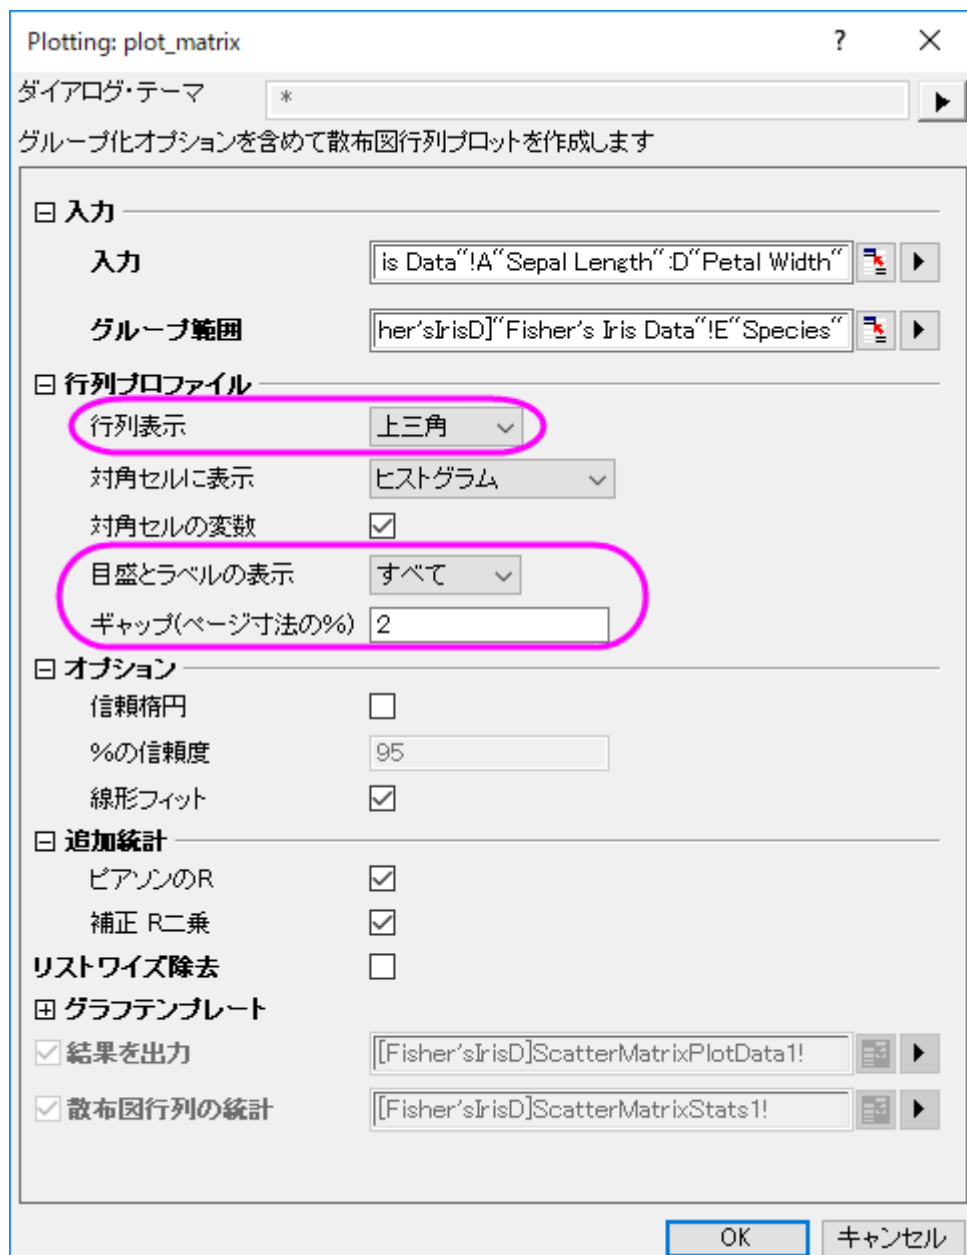 Plotting: plot_matrix ? ×
ダイアログ・テーマ *
グループ化オプションを含めて散布図行列プロットを作成します
入力
入力 is Data"!A"Sepal Length":D"Petal Width"
グループ範囲 her'sIrisD]"Fisher's Iris Data"!E"Species"
行列プロファイル
行列表示 上三角
対角セルに表示 ヒストグラム
対角セルの変数
目盛とラベルの表示 すべて
ギャップ(ページ寸法の%) 2
オプション
信頼楕円
%の信頼度 95
線形フィット
追加統計
ピアソンのR
補正 R二乗
リストワイズ除去
グラフテンプレート
結果を出力 [Fisher'sIrisD]ScatterMatrixPlotData1!
散布図行列の統計 [Fisher'sIrisD]ScatterMatrixStats1!
OK キャンセル